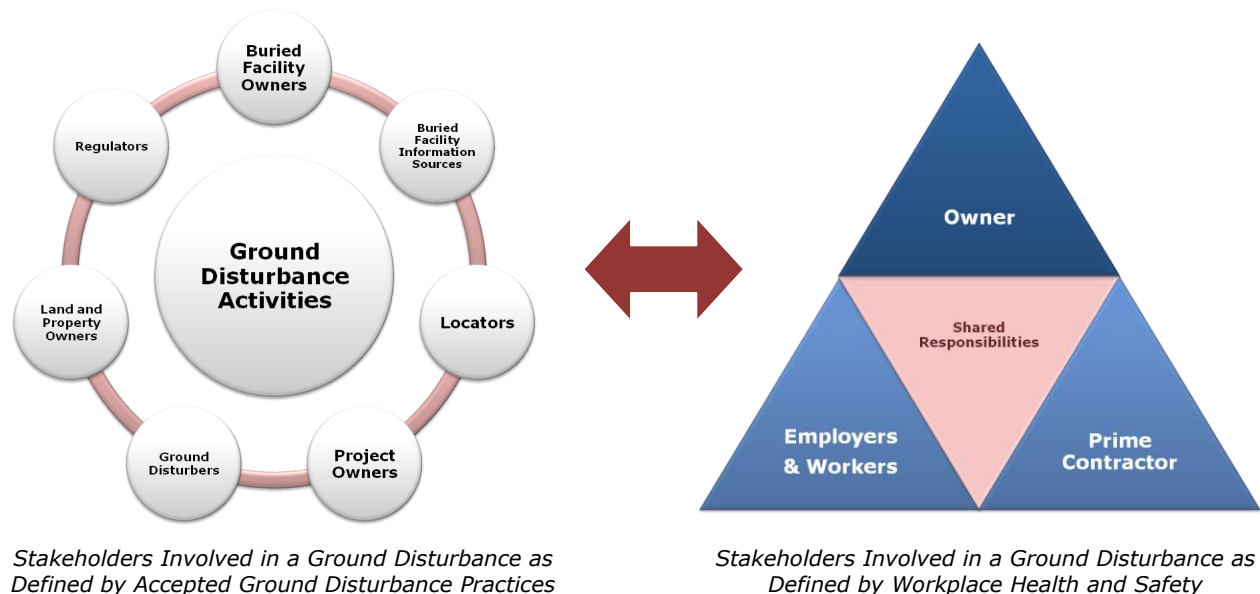 Buried
Facility
Owners
Buried
Facility
Information
Sources
Regulators
Ground
Disturbance
Activities
Land and
Property
Owners
Locators
Ground
Disturbers
Project
Owners
Stakeholders Involved in a Ground Disturbance as
Defined by Accepted Ground Disturbance Practices
Owner
Shared
Responsibilities
Employers
& Workers
Prime
Contractor
Stakeholders Involved in a Ground Disturbance as
Defined by Workplace Health and Safety